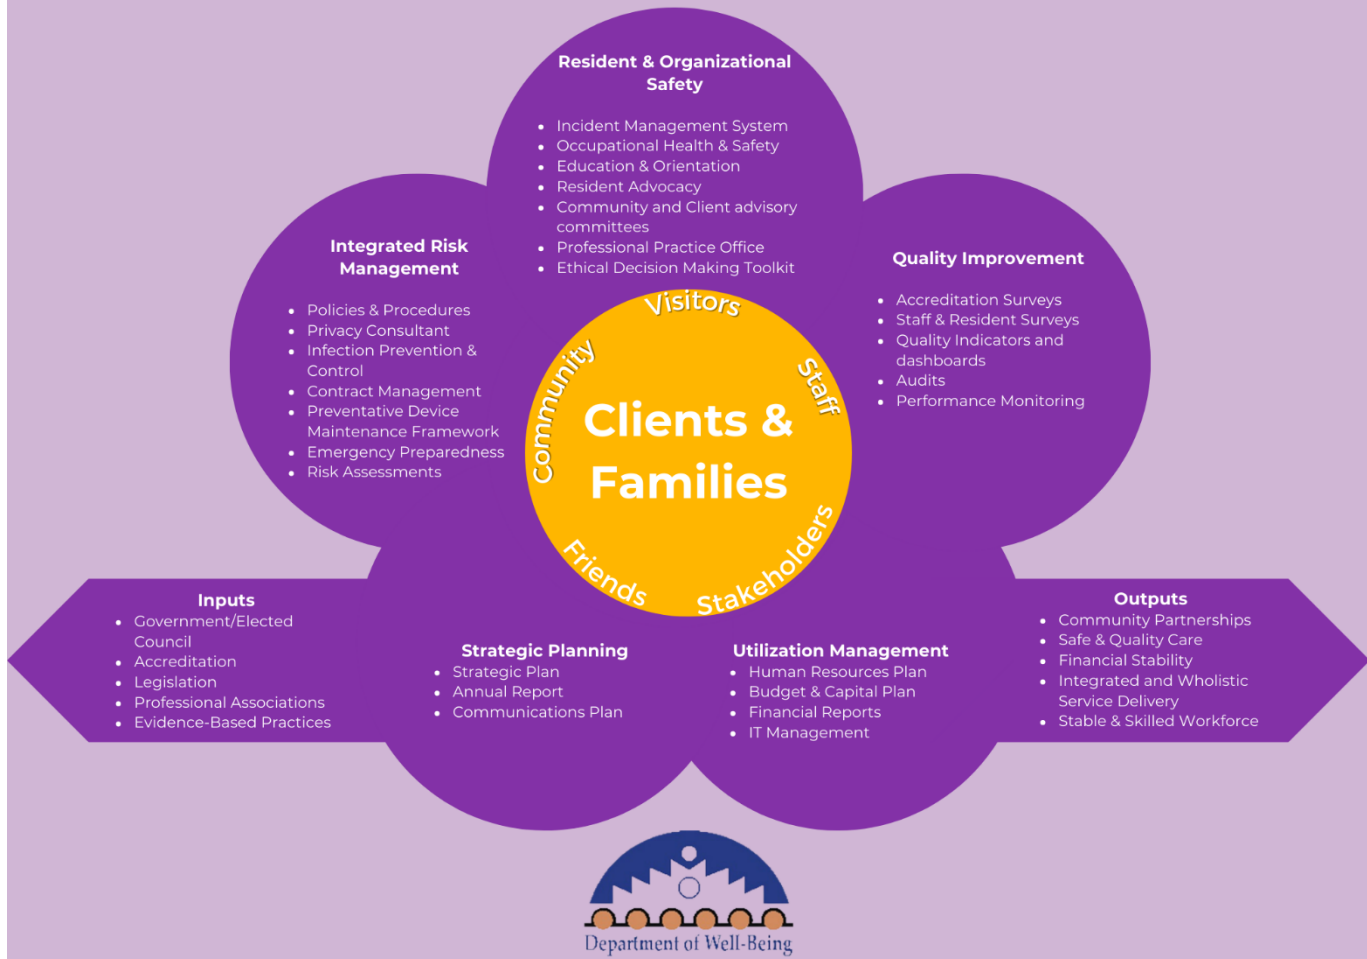 Resident & Organizational
Safety
• Incident Management System
• Occupational Health & Safety
• Education & Orientation
• Resident Advocacy
• Community and Client advisory
committees
• Professional Practice Office
• Ethical Decision Making Toolkit
Integrated Risk
Management
• Policies & Procedures
• Privacy Consultant
• Infection Prevention &
Control
• Contract Management
• Preventative Device
Maintenance Framework
• Emergency Preparedness
• Risk Assessments
Quality Improvement
• Accreditation Surveys
• Staff & Resident Surveys
• Quality Indicators and
dashboards
• Audits
• Performance Monitoring
Visitors
Community
Staff
Clients &
Families
Friends
Stakeholders
Inputs
• Government/Elected
Council
• Accreditation
• Legislation
• Professional Associations
• Evidence-Based Practices
Strategic Planning
• Strategic Plan
• Annual Report
• Communications Plan
Utilization Management
• Human Resources Plan
• Budget & Capital Plan
• Financial Reports
• IT Management
Outputs
• Community Partnerships
• Safe & Quality Care
• Financial Stability
• Integrated and Wholistic
Service Delivery
• Stable & Skilled Workforce
Department of Well-Being